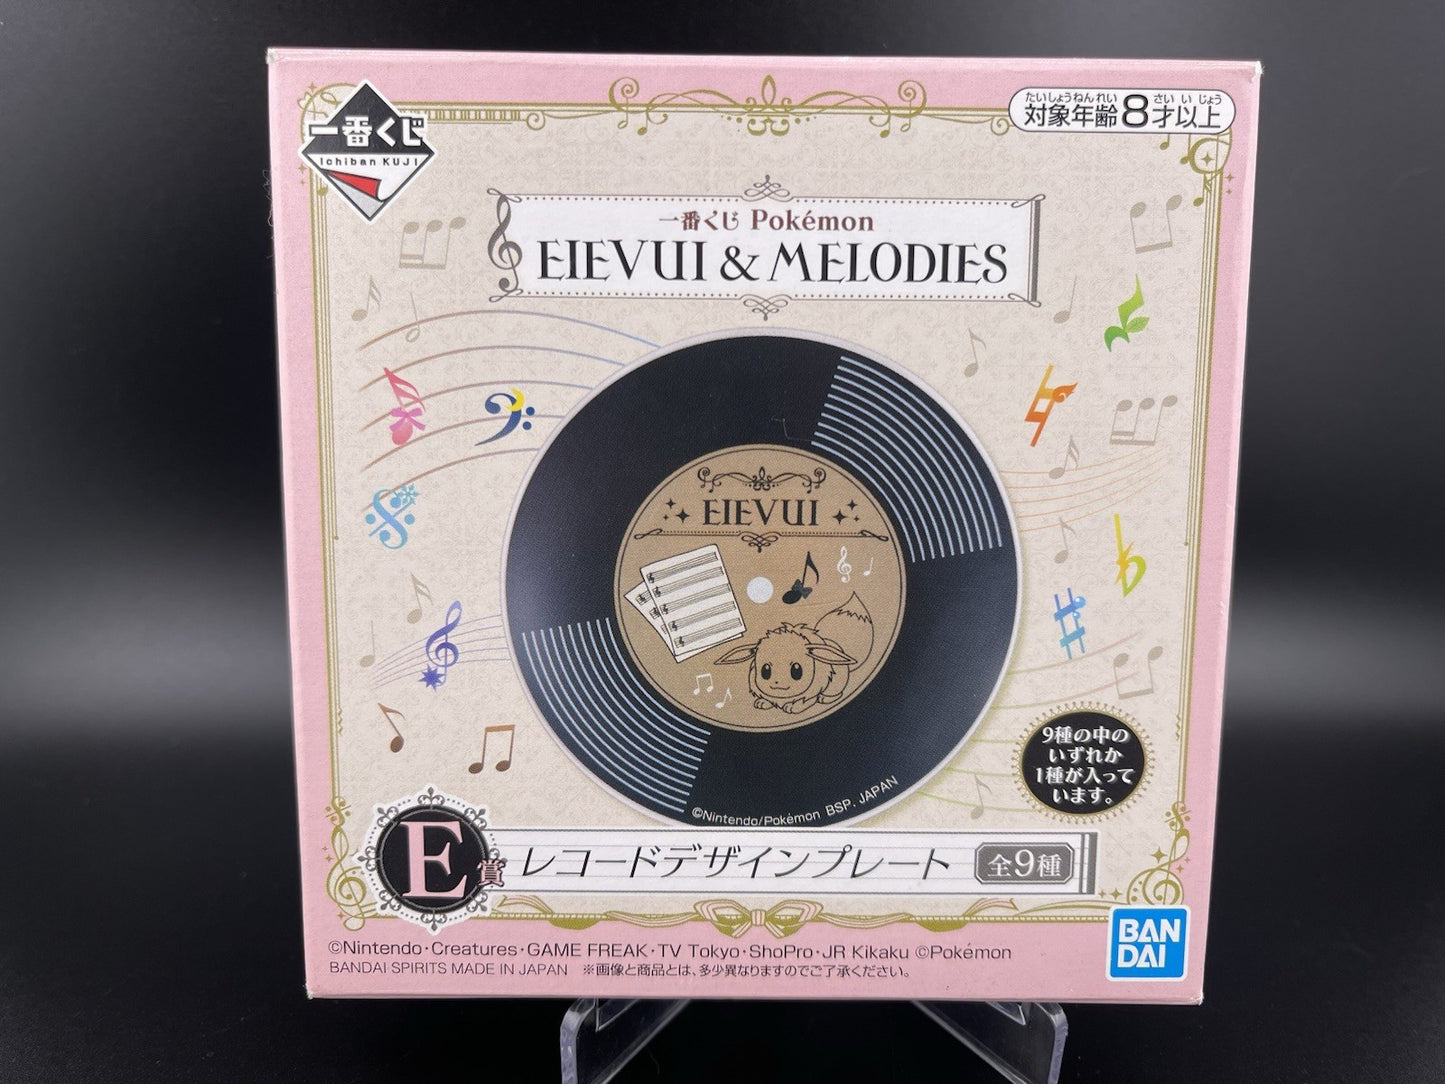 一番くじ
Ichiban KUJI
たいしょうねんれい さいいじょう
対象年齢8才以上
一番くじ Pokémon
EIEVUI & MELODIES
EIEVUI
©Nintendo/Pokémon BSP. JAPAN
9種の中の
いずれか
1種が入って
います。
E賞
レコードデザインプレート
全9種
©Nintendo・Creatures・GAME FREAK・TV Tokyo・ShoPro・JR Kikaku ©Pokémon
BANDAI SPIRITS MADE IN JAPAN ※画像と商品とは、多少異なりますのでご了承ください。
BAN
DAI